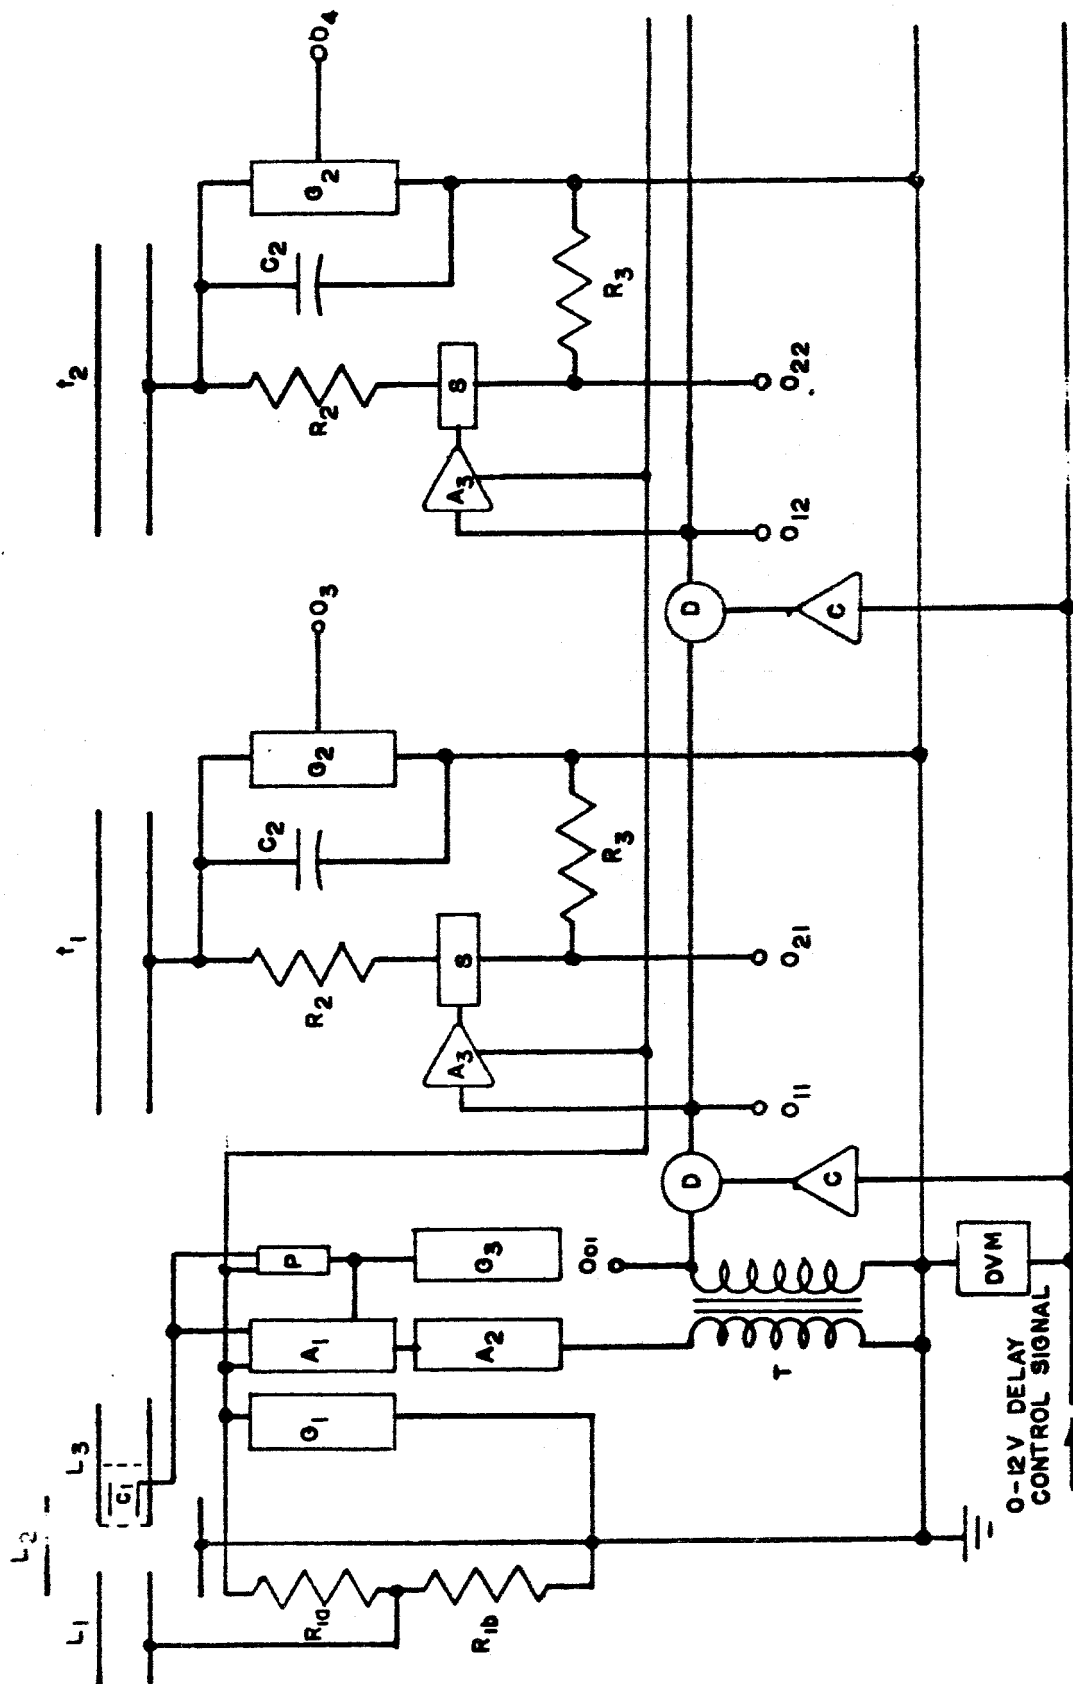 L₁
L₂
L₃
C₁
t₁
t₂
R₁ₐ
R₁b
G₁
A₁
A₂
P
G₃
O₀₁
T
R₂
C₂
G₂
O₃
A₃
S
R₃
D
O₁₁
O₂₁
C
R₂
C₂
G₂
O₄
A₃
S
R₃
D
O₁₂
O₂₂
C
DVM
0-12V DELAY
CONTROL SIGNAL